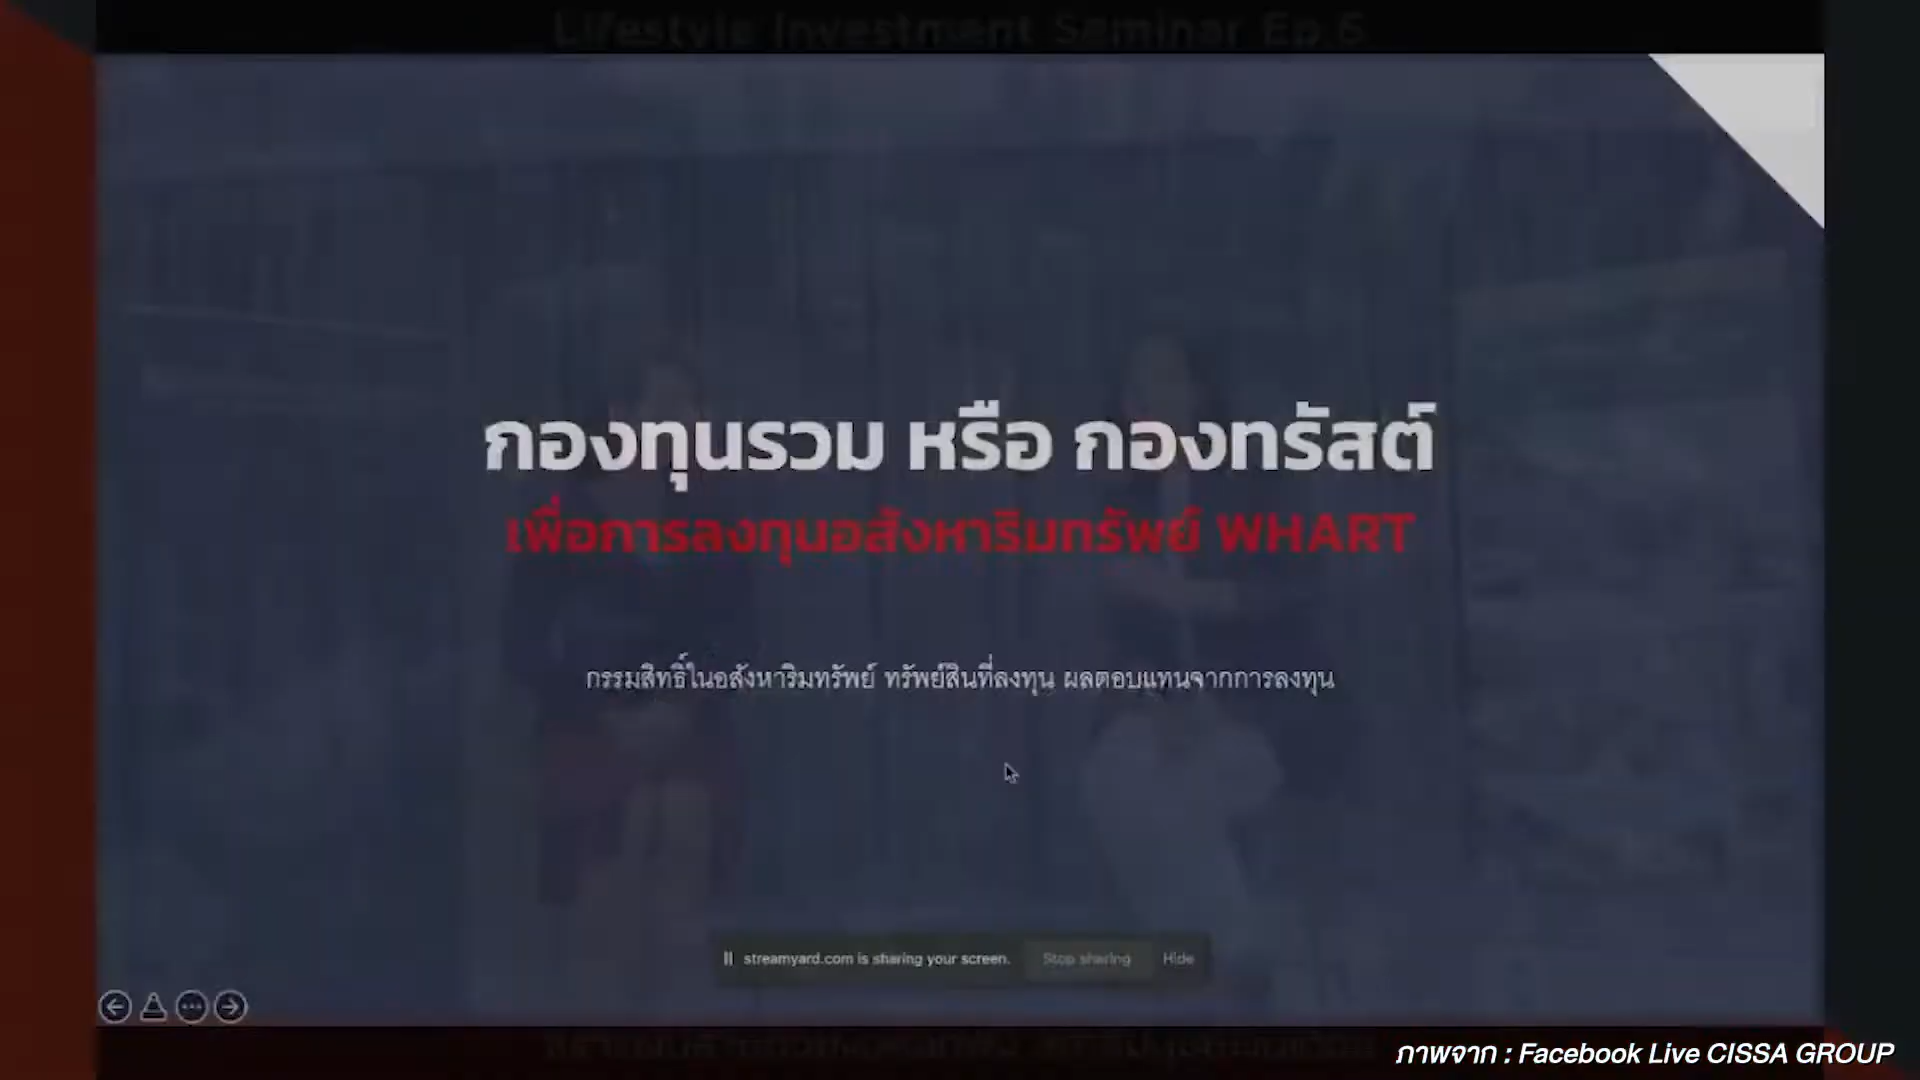 Lifestyle Investment Seminar Ep.6
กองทุนรวม หรือ กองทรัสต์
เพื่อการลงทุนอสังหาริมทรัพย์ WHART
กรรมสิทธิ์ในอสังหาริมทรัพย์ ทรัพย์สินที่ลงทุน ผลตอบแทนจากการลงทุน
streamyard.com is sharing your screen. Stop sharing Hide
ภาพจาก : Facebook Live CISSA GROUP